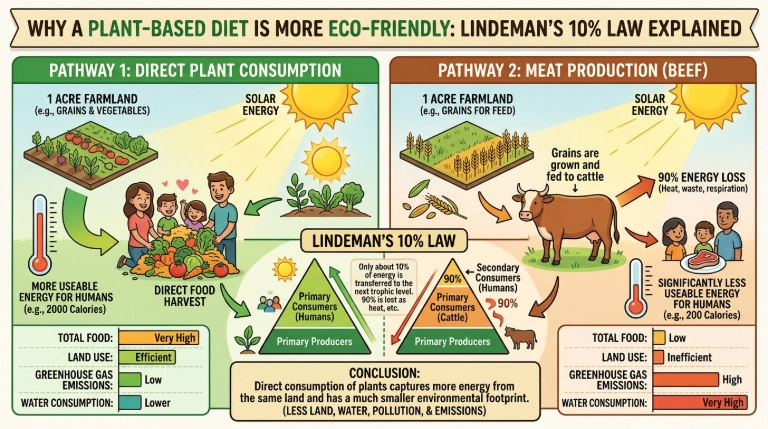 WHY A PLANT-BASED DIET IS MORE ECO-FRIENDLY: LINDEMAN'S 10% LAW EXPLAINED
PATHWAY 1: DIRECT PLANT CONSUMPTION
1 ACRE FARMLAND
(e.g., GRAINS & VEGETABLES)
SOLAR
ENERGY
MORE USEABLE
ENERGY FOR HUMANS
(e.g., 2000 Calories)
DIRECT FOOD
HARVEST
TOTAL FOOD:
Very High
LAND USE:
Efficient
GREENHOUSE GAS
EMISSIONS:
Low
WATER CONSUMPTION:
Lower
PATHWAY 2: MEAT PRODUCTION (BEEF)
1 ACRE FARMLAND
(e.g., GRAINS FOR FEED)
SOLAR
ENERGY
Grains are
grown and
fed to cattle
90% ENERGY LOSS
(Heat, waste, respiration)
SIGNIFICANTLY LESS
USEABLE ENERGY
FOR HUMANS
(e.g., 200 Calories)
TOTAL FOOD:
Low
LAND USE:
Inefficient
GREENHOUSE GAS
EMISSIONS:
High
WATER CONSUMPTION:
Very High
LINDEMAN'S 10% LAW
Primary
Consumers
(Humans)
Primary Producers
Only about 10%
of energy is
transferred to the
next trophic level.
90% is lost as
heat, etc.
90%
Secondary
Consumers
(Humans)
Primary
Consumers
(Cattle)
90%
Primary Producers
CONCLUSION:
Direct consumption of plants captures more energy from
the same land and has a much smaller environmental footprint.
(LESS LAND, WATER, POLLUTION, & EMISSIONS)